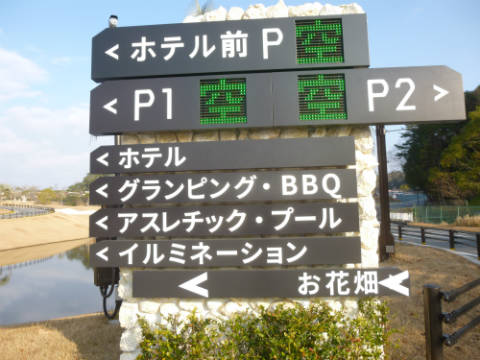 < ホテル前 P 空
< P1 空 空 P2 >
< ホテル
< グランピング・BBQ
< アスレチック・プール
< イルミネーション
< お花畑 <